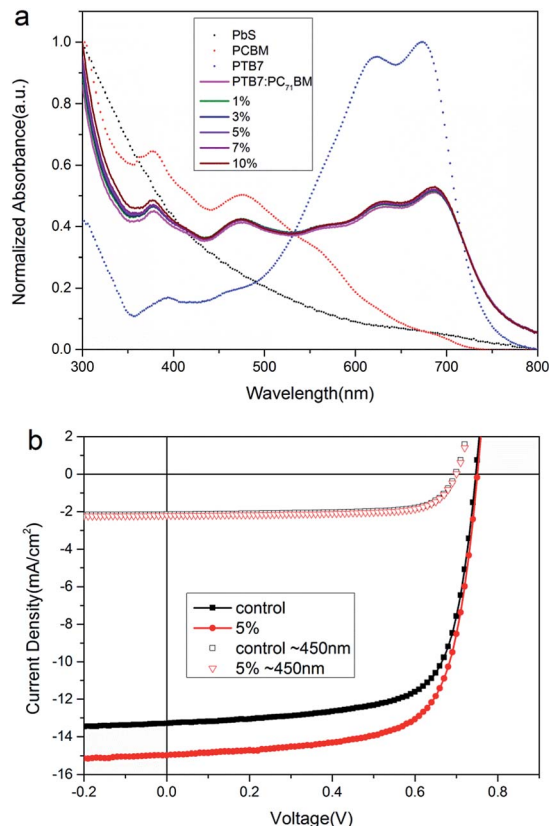 a
Normalized Absorbance(a.u.)
1.0
0.8
0.6
0.4
0.2
0.0
PbS
PCBM
PTB7
PTB7:PC₇₁BM
1%
3%
5%
7%
10%
300 400 500 600 700 800
Wavelength(nm)
b
Current Density(mA/cm²)
2
0
-2
-4
-6
-8
-10
-12
-14
-16
control
5%
control ~450nm
5% ~450nm
-0.2 0.0 0.2 0.4 0.6 0.8
Voltage(V)